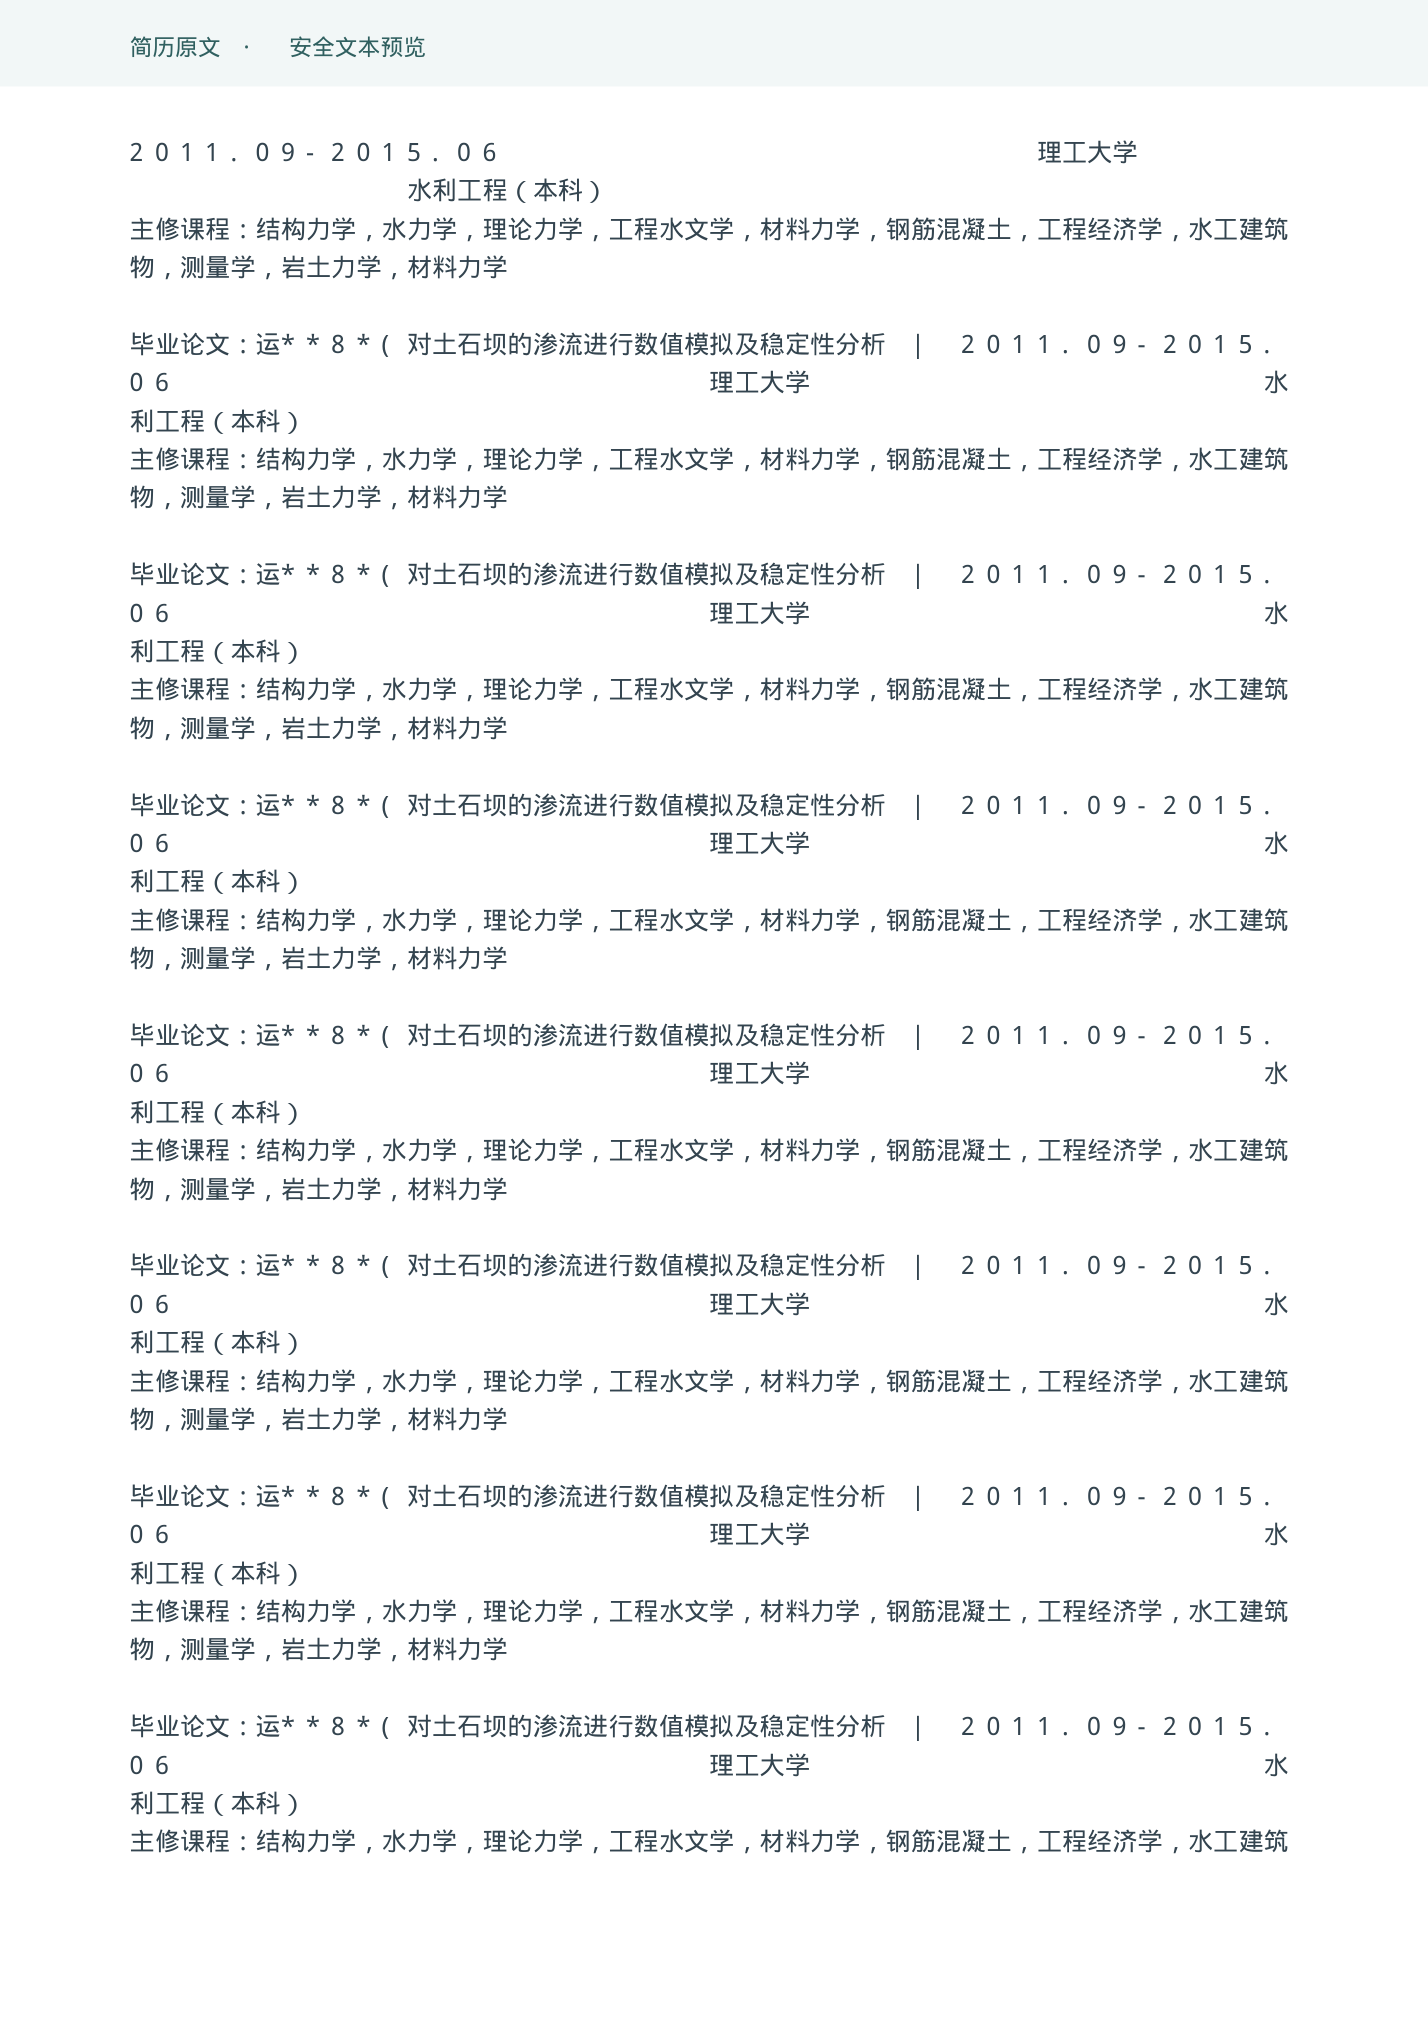 简历原文 · 安全文本预览
2011.09-2015.06 理工大学
水利工程(本科)
主修课程:结构力学,水力学,理论力学,工程水文学,材料力学,钢筋混凝土,工程经济学,水工建筑
物,测量学,岩土力学,材料力学
毕业论文:运**8*( 对土石坝的渗流进行数值模拟及稳定性分析 | 2011.09-2015.
06 理工大学 水
利工程(本科)
主修课程:结构力学,水力学,理论力学,工程水文学,材料力学,钢筋混凝土,工程经济学,水工建筑
物,测量学,岩土力学,材料力学
毕业论文:运**8*( 对土石坝的渗流进行数值模拟及稳定性分析 | 2011.09-2015.
06 理工大学 水
利工程(本科)
主修课程:结构力学,水力学,理论力学,工程水文学,材料力学,钢筋混凝土,工程经济学,水工建筑
物,测量学,岩土力学,材料力学
毕业论文:运**8*( 对土石坝的渗流进行数值模拟及稳定性分析 | 2011.09-2015.
06 理工大学 水
利工程(本科)
主修课程:结构力学,水力学,理论力学,工程水文学,材料力学,钢筋混凝土,工程经济学,水工建筑
物,测量学,岩土力学,材料力学
毕业论文:运**8*( 对土石坝的渗流进行数值模拟及稳定性分析 | 2011.09-2015.
06 理工大学 水
利工程(本科)
主修课程:结构力学,水力学,理论力学,工程水文学,材料力学,钢筋混凝土,工程经济学,水工建筑
物,测量学,岩土力学,材料力学
毕业论文:运**8*( 对土石坝的渗流进行数值模拟及稳定性分析 | 2011.09-2015.
06 理工大学 水
利工程(本科)
主修课程:结构力学,水力学,理论力学,工程水文学,材料力学,钢筋混凝土,工程经济学,水工建筑
物,测量学,岩土力学,材料力学
毕业论文:运**8*( 对土石坝的渗流进行数值模拟及稳定性分析 | 2011.09-2015.
06 理工大学 水
利工程(本科)
主修课程:结构力学,水力学,理论力学,工程水文学,材料力学,钢筋混凝土,工程经济学,水工建筑
物,测量学,岩土力学,材料力学
毕业论文:运**8*( 对土石坝的渗流进行数值模拟及稳定性分析 | 2011.09-2015.
06 理工大学 水
利工程(本科)
主修课程:结构力学,水力学,理论力学,工程水文学,材料力学,钢筋混凝土,工程经济学,水工建筑